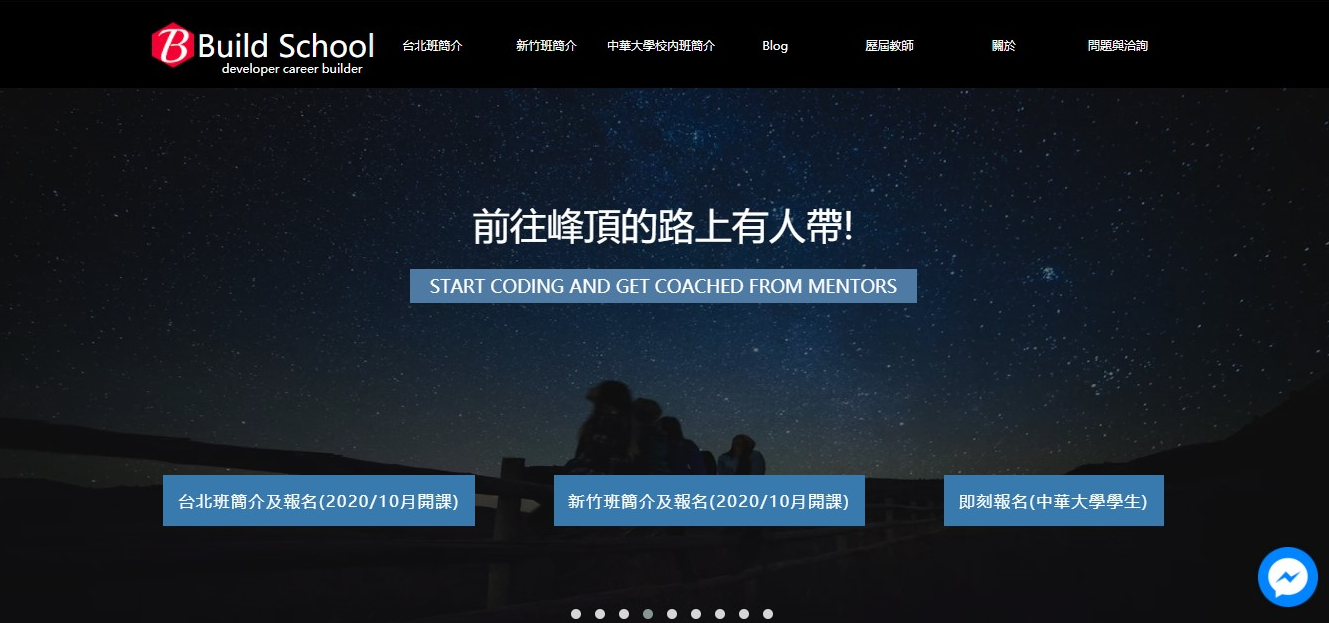 Build School
developer career builder
台北班簡介
新竹班簡介
中華大學校內班簡介
Blog
歷屆教師
關於
問題與洽詢
前往峰頂的路上有人帶!
START CODING AND GET COACHED FROM MENTORS
台北班簡介及報名(2020/10月開課)
新竹班簡介及報名(2020/10月開課)
即刻報名(中華大學學生)